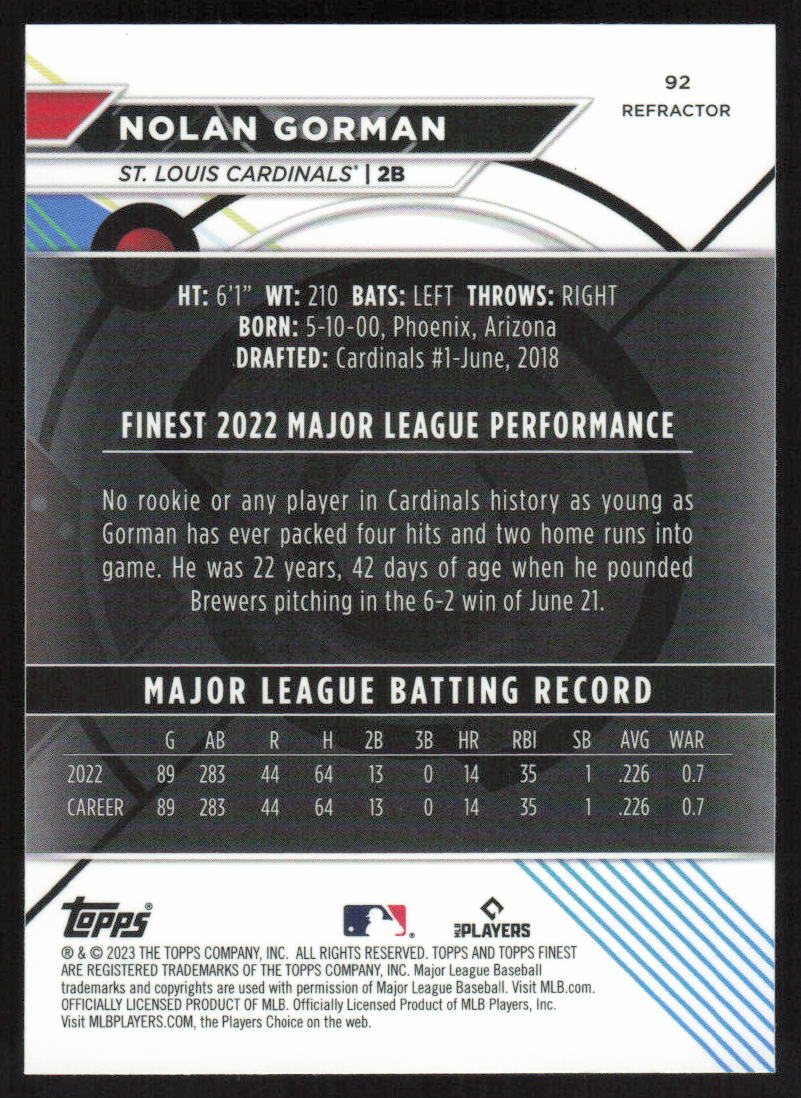 92
REFRACTOR
NOLAN GORMAN
ST. LOUIS CARDINALS® | 2B
HT: 6'1" WT: 210 BATS: LEFT THROWS: RIGHT
BORN: 5-10-00, Phoenix, Arizona
DRAFTED: Cardinals #1-June, 2018
FINEST 2022 MAJOR LEAGUE PERFORMANCE
No rookie or any player in Cardinals history as young as
Gorman has ever packed four hits and two home runs into
game. He was 22 years, 42 days of age when he pounded
Brewers pitching in the 6-2 win of June 21.
MAJOR LEAGUE BATTING RECORD
G AB R H 2B 3B HR RBI SB AVG WAR
2022 89 283 44 64 13 0 14 35 1 .226 0.7
CAREER 89 283 44 64 13 0 14 35 1 .226 0.7
Topps® ® MLB PLAYERS
® & © 2023 THE TOPPS COMPANY, INC. ALL RIGHTS RESERVED. TOPPS AND TOPPS FINEST
ARE REGISTERED TRADEMARKS OF THE TOPPS COMPANY, INC. Major League Baseball
trademarks and copyrights are used with permission of Major League Baseball. Visit MLB.com.
OFFICIALLY LICENSED PRODUCT OF MLB. Officially Licensed Product of MLB Players, Inc.
Visit MLBPLAYERS.COM, the Players Choice on the web.